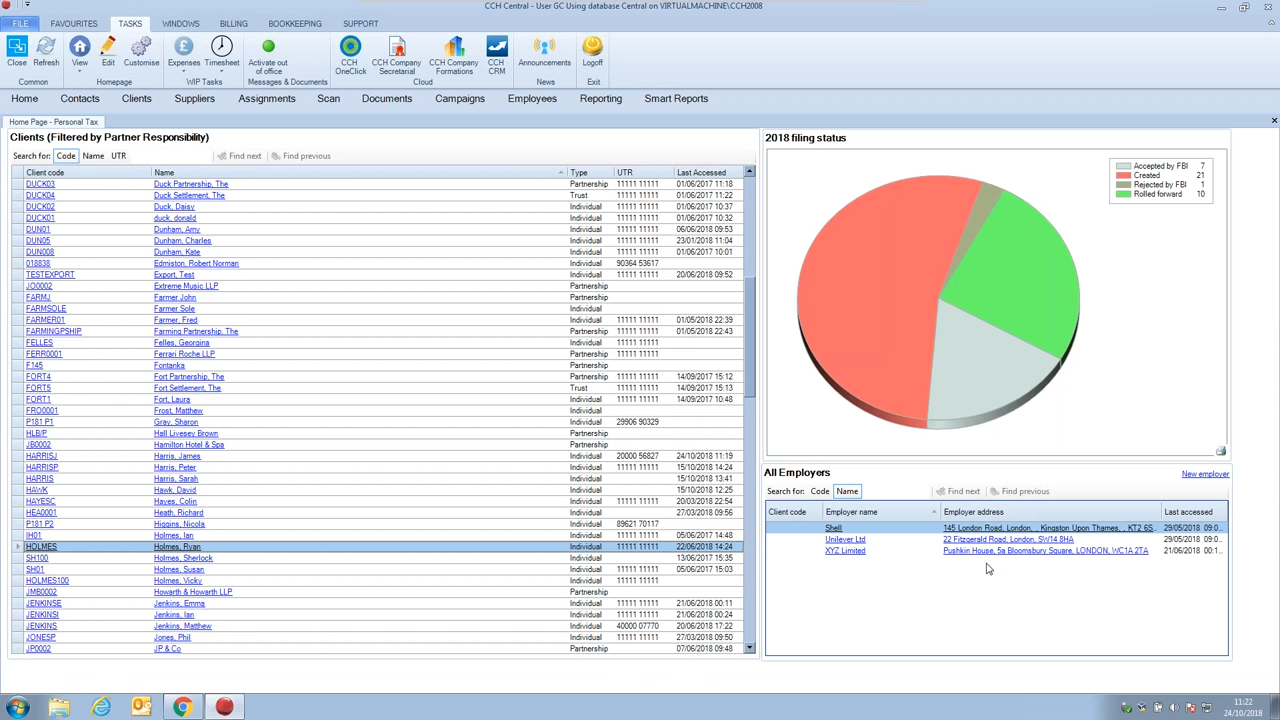 CCH Central - User GC Using database Central on VIRTUALMACHINE\CCH2008
FILE FAVOURITES TASKS WINDOWS BILLING BOOKKEEPING SUPPORT
Close Refresh View Edit Customise Expenses Timesheet Activate out of office CCH OneClick CCH Company Secretarial CCH Company Formations CCH CRM Announcements Logoff
Common Homepage WIP Tasks Messages & Documents Cloud News Exit
Home Contacts Clients Suppliers Assignments Scan Documents Campaigns Employees Reporting Smart Reports
Home Page - Personal Tax
Clients (Filtered by Partner Responsibility)
Search for: Code Name UTR Find next Find previous
Client code Name Type UTR Last Accessed
DUCK03 Duck Partnership, The Partnership 11111 11111 01/06/2017 11:18
DUCK04 Duck Settlement, The Trust 11111 11111 01/06/2017 11:22
DUCK02 Duck, Daisy Individual 11111 11111 01/06/2017 10:37
DUCK01 duck, donald Individual 11111 11111 01/06/2017 10:32
DUN01 Dunham, Amy Individual 11111 11111 06/06/2018 09:53
DUN05 Dunham, Charles Individual 11111 11111 23/01/2018 11:04
DUN008 Dunham, Kate Individual 11111 11111 01/06/2017 10:01
018838 Edmiston, Robert Norman Individual 90364 53617
TESTEXPORT Export, Test Individual 11111 11111 20/06/2018 09:52
JO0002 Extreme Music LLP Partnership
FARMJ Farmer John Individual 11111 11111
FARMSOLE Farmer Sole Individual
FARMER01 Farmer, Fred Individual 11111 11111 01/05/2018 22:39
FARMINGPSHIP Farming Partnership, The Partnership 11111 11111 01/05/2018 22:43
FELLES Felles, Georgina Individual 11111 11111
FERR0001 Ferrari Roche LLP Partnership 11111 11111
F145 Fontanka Partnership
FORT4 Fort Partnership, The Partnership 11111 11111 14/09/2017 15:12
FORT5 Fort Settlement, The Trust 11111 11111 14/09/2017 15:13
FORT1 Fort, Laura Individual 11111 11111 14/09/2017 10:48
FRO0001 Frost, Matthew Individual
P181 P1 Gray, Sharon Individual 29906 90329
HLB/P Hall Livesey Brown Partnership
JB0002 Hamilton Hotel & Spa Partnership
HARRISJ Harris, James Individual 20000 56827 24/10/2018 11:19
HARRISP Harris, Peter Individual 11111 11111 15/10/2018 14:24
HARRIS Harris, Sarah Individual 15/10/2018 13:41
HAWK Hawk, David Individual 15/10/2018 12:25
HAYESC Hayes, Colin Individual 11111 11111 20/03/2018 22:54
HEA0001 Heath, Richard Individual 11111 11111 27/03/2018 10:25
P181 P2 Higgins, Nicola Individual 89621 70117
IH01 Holmes, Ian Individual 11111 11111 05/06/2017 14:48
HOLMES Holmes, Ryan Individual 11111 11111 22/06/2018 14:24
SH100 Holmes, Sherlock Individual 11111 11111 13/06/2017 15:35
SH01 Holmes, Susan Individual 11111 11111 05/06/2017 15:03
HOLMES100 Holmes, Vicky Individual 11111 11111
JMB0002 Howarth & Howarth LLP Partnership
JENKINSE Jenkins, Emma Individual 11111 11111 21/06/2018 00:11
JENKINSI Jenkins, Ian Individual 11111 11111 21/06/2018 00:24
JENKINS Jenkins, Matthew Individual 40000 07770 20/06/2018 17:22
JONESP Jones, Phil Individual 11111 11111 27/03/2018 09:50
JP0002 JP & Co Partnership 07/06/2018 09:48
2018 filing status
Accepted by FBI 7
Created 21
Rejected by FBI 1
Rolled forward 10
All Employers New employer
Search for: Code Name Find next Find previous
Client code Employer name Employer address Last accessed
Shell 145 London Road, London, , Kingston Upon Thames, , KT2 6S... 29/05/2018 09:0...
Unilever Ltd 22 Fitzgerald Road, London, SW14 8HA 29/05/2018 09:0...
XYZ Limited Pushkin House, 5a Bloomsbury Square, LONDON, WC1A 2TA 21/06/2018 00:1...
11:22
24/10/2018